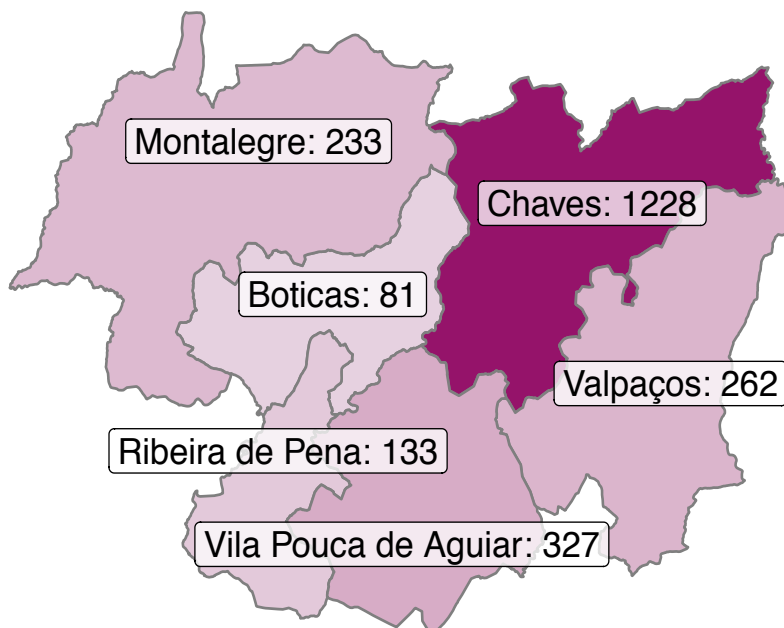 Montalegre: 233
Chaves: 1228
Boticas: 81
Valpaços: 262
Ribeira de Pena: 133
Vila Pouca de Aguiar: 327